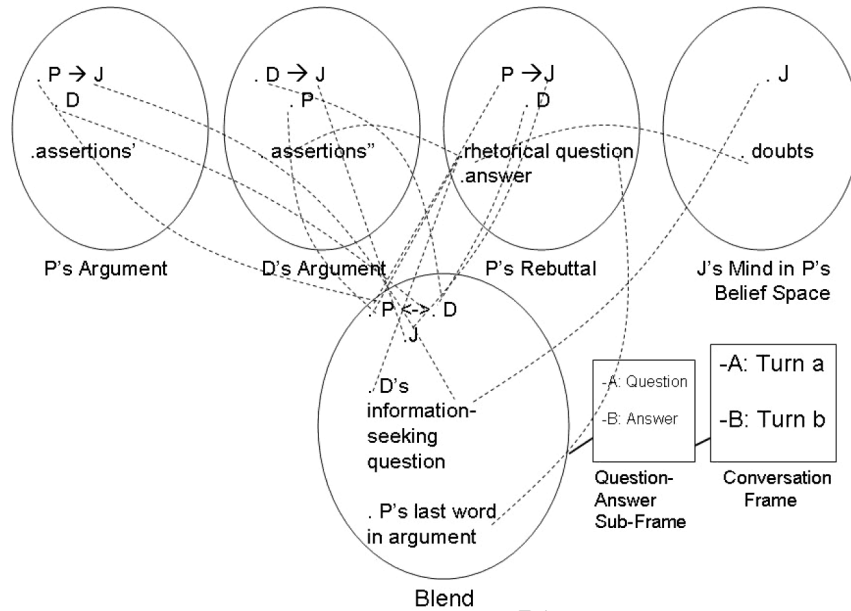 . P → J
. D
.assertions’
. D → J
. P
. assertions”
P → J
. D
.rhetorical question
.answer
. J
. doubts
P’s Argument
D’s Argument
P’s Rebuttal
J’s Mind in P’s
Belief Space
. P <-> . D
.J
. D’s
information-
seeking
question
. P’s last word
in argument
-A: Question
-B: Answer
-A: Turn a
-B: Turn b
Question-
Answer
Sub-Frame
Conversation
Frame
Blend